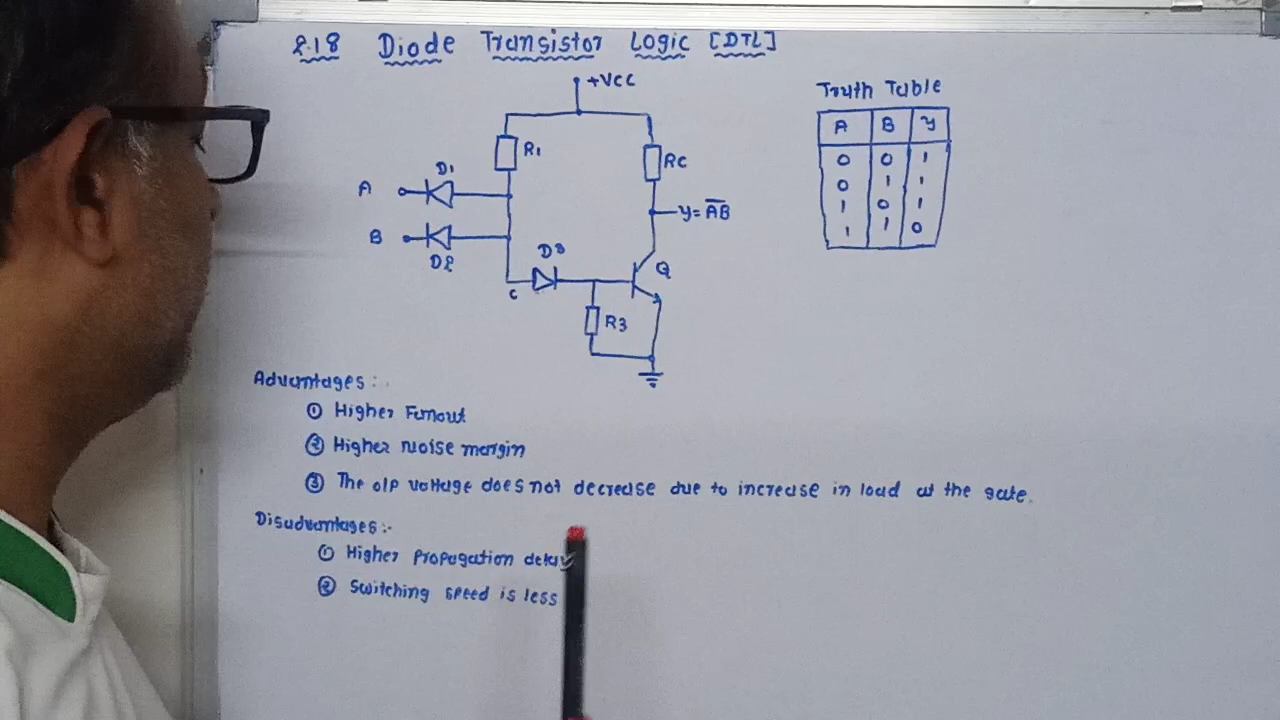 2.18 Diode Transistor Logic [DTL]
+VCC
R1
RC
D1
A
Y= A̅B̅
B
D2
D3
Q
C
R3
Truth Table
A B Y
0 0 1
0 1 1
1 0 1
1 1 0
Advantages:-
① Higher Fanout
② Higher noise margin
③ The o/p voltage does not decrease due to increase in load at the gate.
Disadvantages:-
① Higher propagation delay
② Switching speed is less